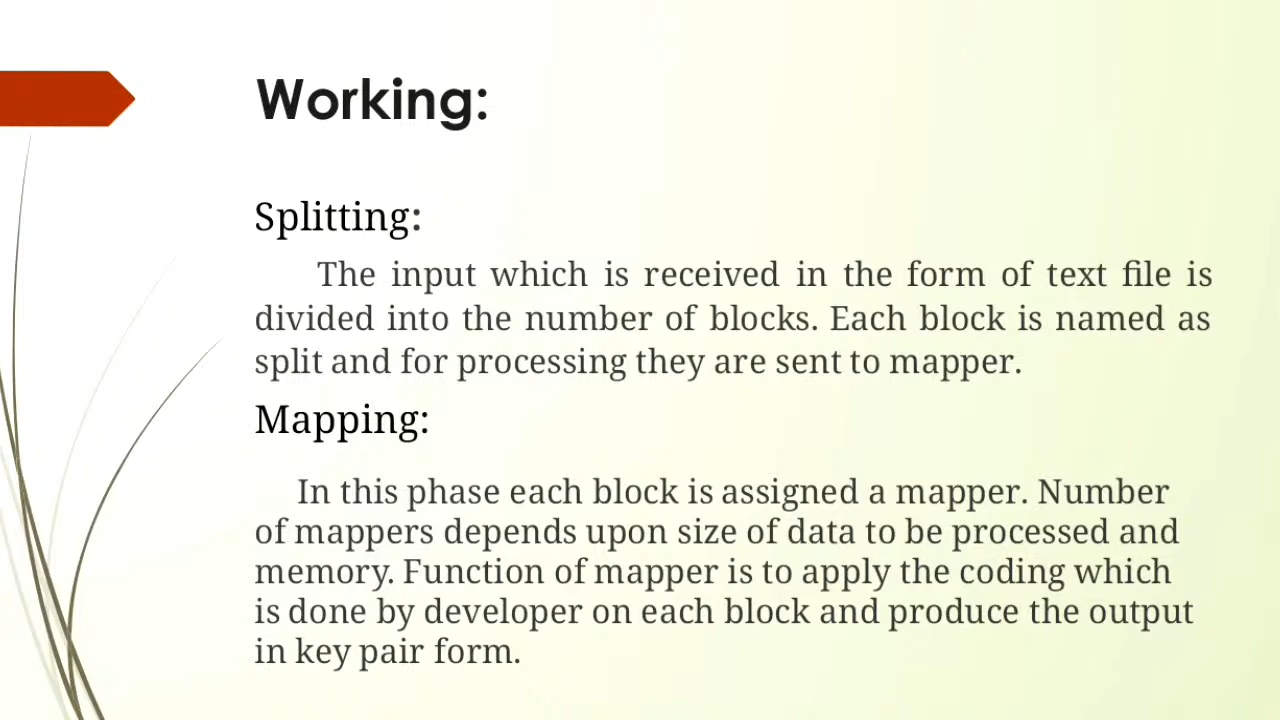 Working:
Splitting:
The input which is received in the form of text file is
divided into the number of blocks. Each block is named as
split and for processing they are sent to mapper.
Mapping:
In this phase each block is assigned a mapper. Number
of mappers depends upon size of data to be processed and
memory. Function of mapper is to apply the coding which
is done by developer on each block and produce the output
in key pair form.